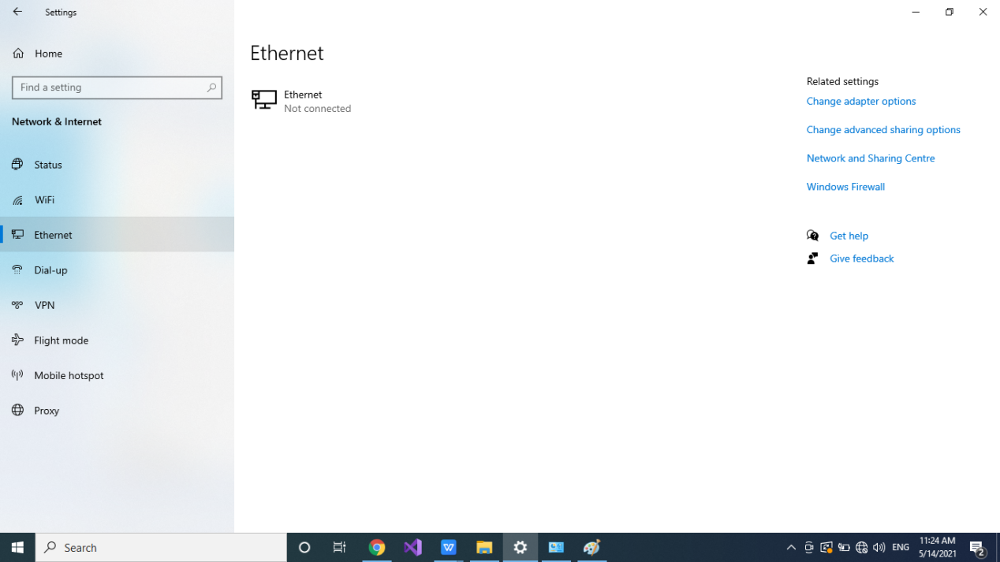 Settings
Home
Find a setting
Network & Internet
Status
WiFi
Ethernet
Dial-up
VPN
Flight mode
Mobile hotspot
Proxy
Ethernet
Ethernet
Not connected
Related settings
Change adapter options
Change advanced sharing options
Network and Sharing Centre
Windows Firewall
Get help
Give feedback
Search
ENG
11:24 AM
5/14/2021
2